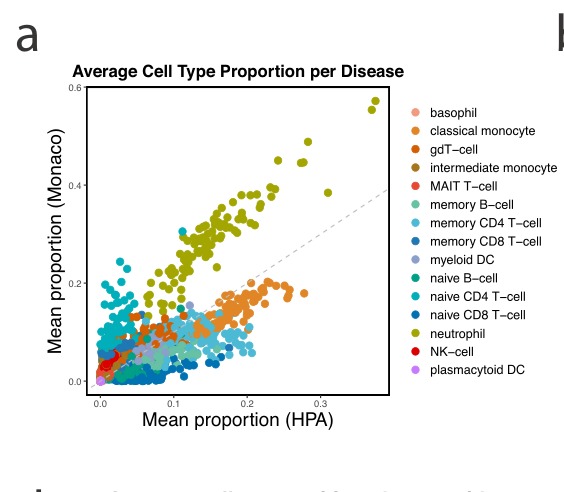 a
Average Cell Type Proportion per Disease
Mean proportion (Monaco)
0.6
0.4
0.2
0.0
0.0 0.1 0.2 0.3
Mean proportion (HPA)
basophil
classical monocyte
gdT−cell
intermediate monocyte
MAIT T−cell
memory B−cell
memory CD4 T−cell
memory CD8 T−cell
myeloid DC
naive B−cell
naive CD4 T−cell
naive CD8 T−cell
neutrophil
NK−cell
plasmacytoid DC